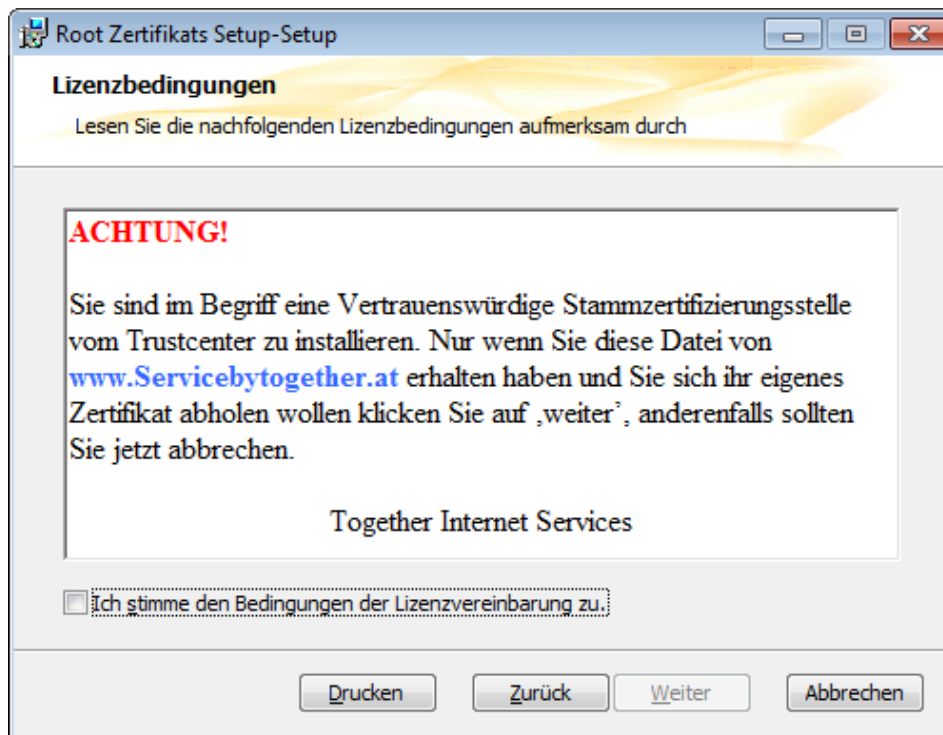 Root Zertifikats Setup-Setup
Lizenzbedingungen
Lesen Sie die nachfolgenden Lizenzbedingungen aufmerksam durch
ACHTUNG!
Sie sind im Begriff eine Vertrauenswürdige Stammzertifizierungsstelle
vom Trustcenter zu installieren. Nur wenn Sie diese Datei von
www.Servicebytogether.at erhalten haben und Sie sich ihr eigenes
Zertifikat abholen wollen klicken Sie auf ‚weiter’, anderenfalls sollten
Sie jetzt abbrechen.
Together Internet Services
Ich stimme den Bedingungen der Lizenzvereinbarung zu.
Drucken Zurück Weiter Abbrechen